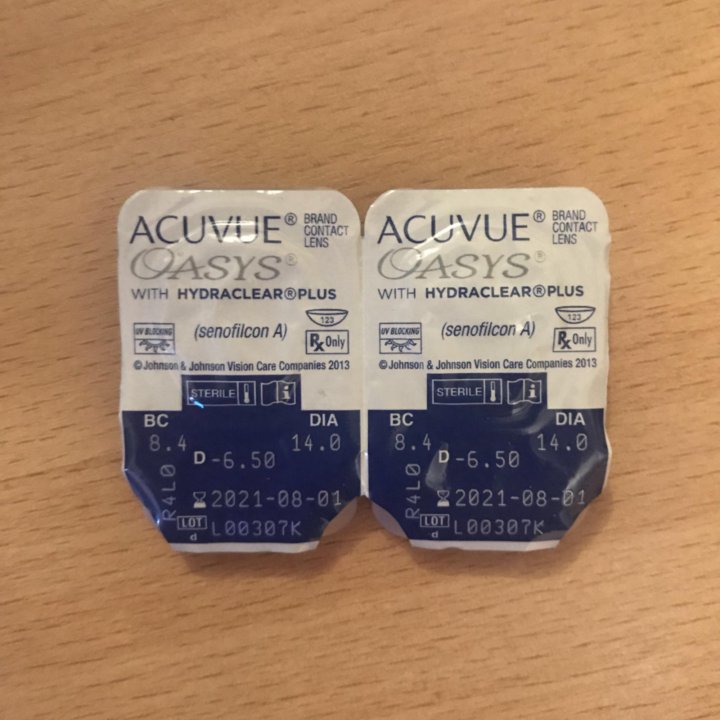 ACUVUE® BRAND CONTACT LENS
OASYS®
WITH HYDRACLEAR® PLUS
123
UV BLOCKING
(senofilcon A)
Rx Only
© Johnson & Johnson Vision Care Companies 2013
STERILE i
BC DIA
8.4 14.0
D -6.50
R4L0
2021-08-01
LOT L00307K
d
ACUVUE® BRAND CONTACT LENS
OASYS®
WITH HYDRACLEAR® PLUS
123
UV BLOCKING
(senofilcon A)
Rx Only
© Johnson & Johnson Vision Care Companies 2013
STERILE i
BC DIA
8.4 14.0
D -6.50
R4L0
2021-08-01
LOT L00307K
d